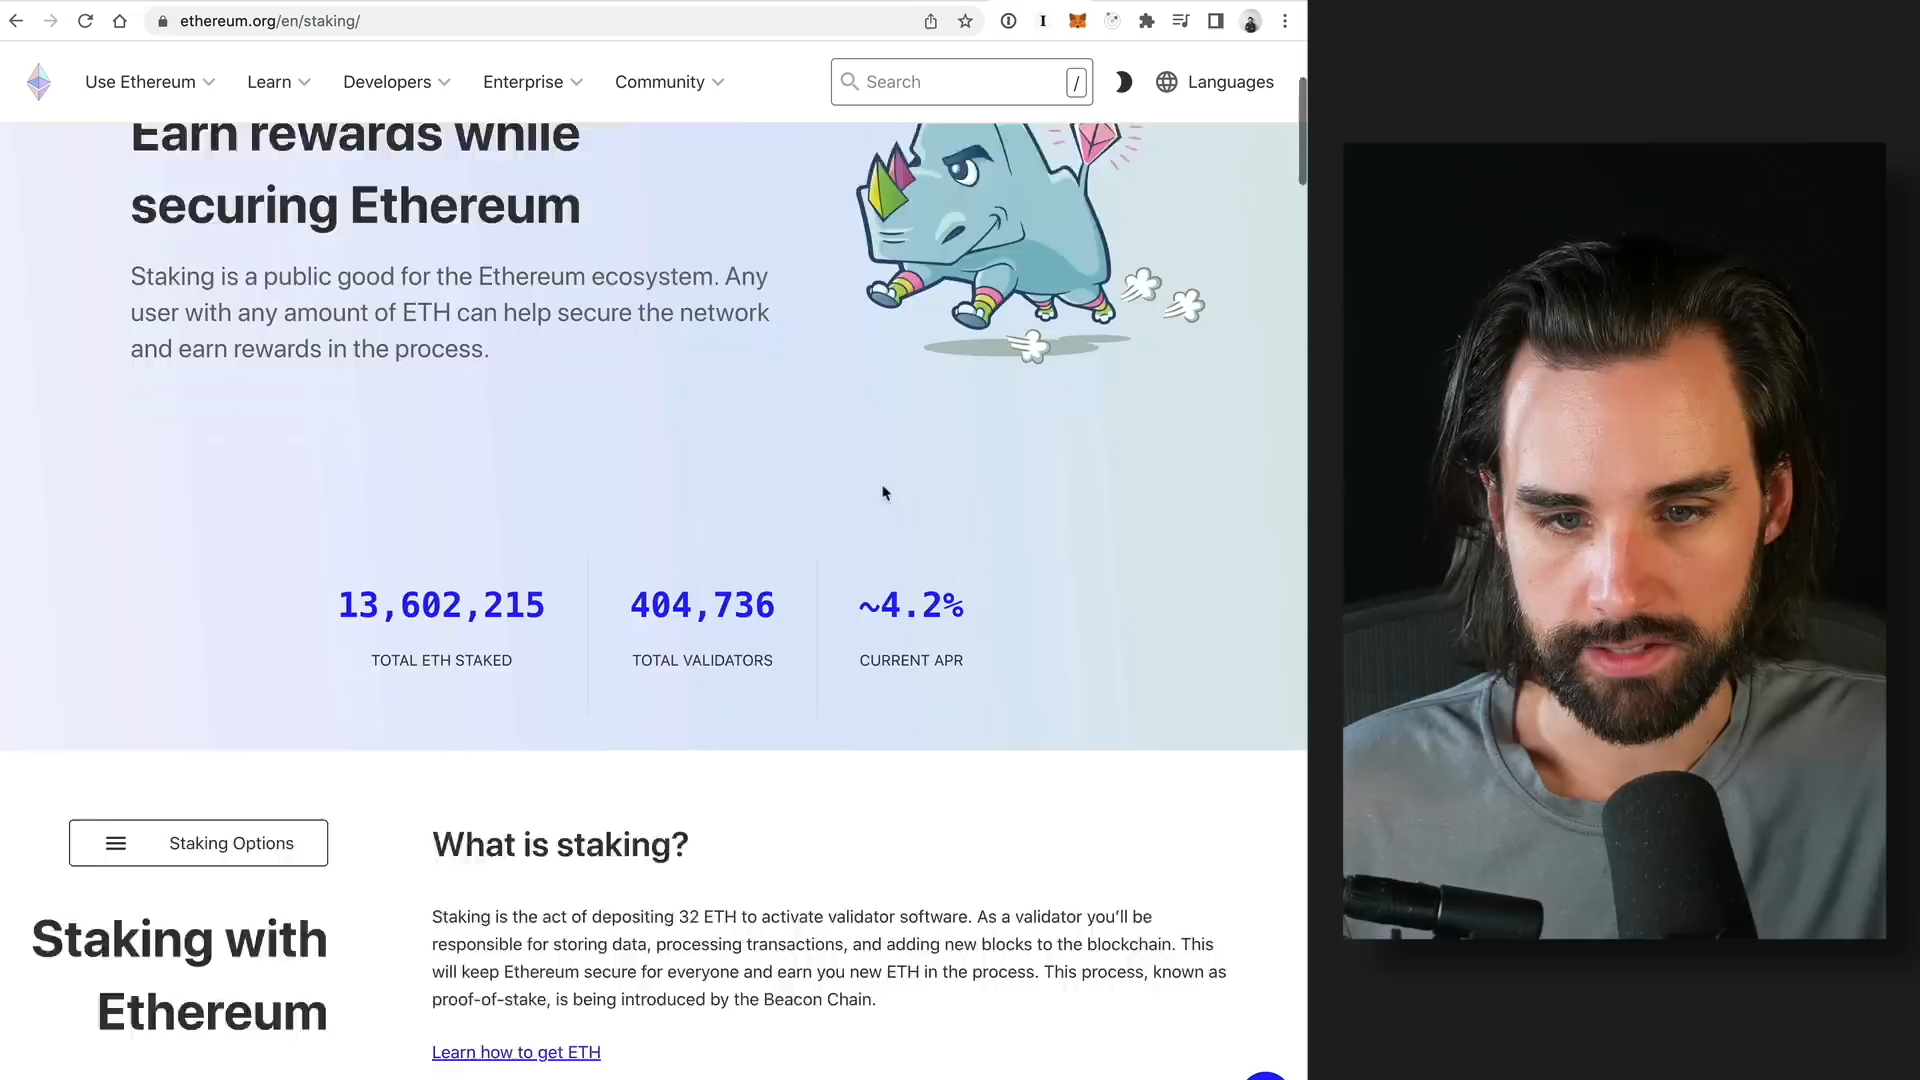 ethereum.org/en/staking/
Use Ethereum
Learn
Developers
Enterprise
Community
Search
/
Languages
Earn rewards while
securing Ethereum
Staking is a public good for the Ethereum ecosystem. Any
user with any amount of ETH can help secure the network
and earn rewards in the process.
13,602,215
404,736
~4.2%
TOTAL ETH STAKED
TOTAL VALIDATORS
CURRENT APR
Staking Options
Staking with
Ethereum
What is staking?
Staking is the act of depositing 32 ETH to activate validator software. As a validator you’ll be
responsible for storing data, processing transactions, and adding new blocks to the blockchain. This
will keep Ethereum secure for everyone and earn you new ETH in the process. This process, known as
proof-of-stake, is being introduced by the Beacon Chain.
Learn how to get ETH